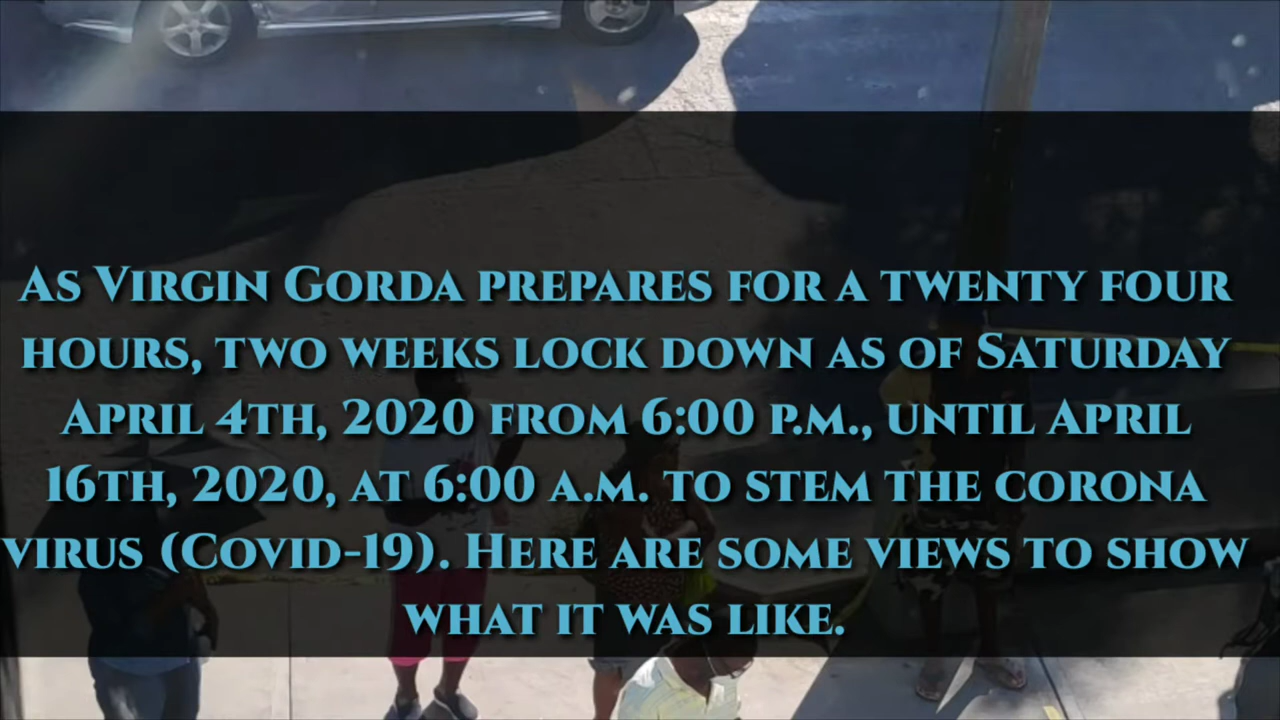 As Virgin Gorda prepares for a twenty four
hours, two weeks lock down as of Saturday
April 4th, 2020 from 6:00 p.m., until April
16th, 2020, at 6:00 a.m. to stem the corona
virus (Covid-19). Here are some views to show
what it was like.